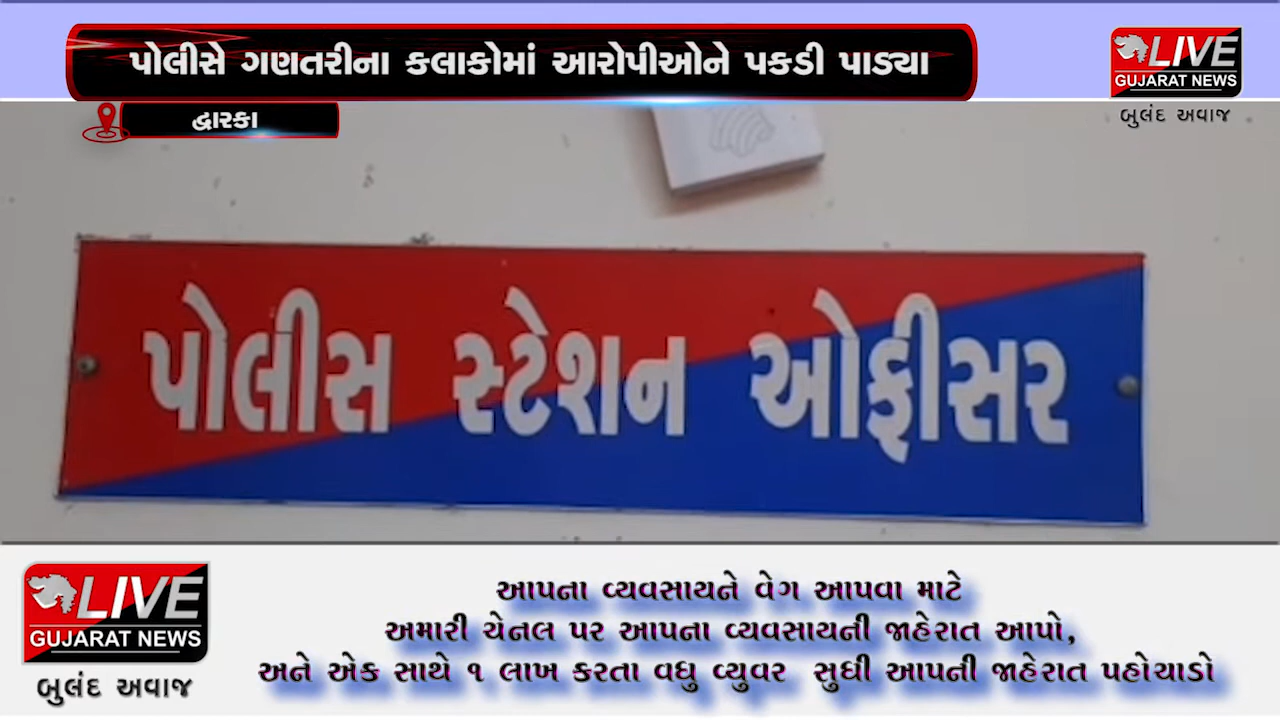 પોલીસે ગણતરીના કલાકોમાં આરોપીઓને પકડી પાડ્યા
LIVE
GUJARAT NEWS
બુલંદ અવાજ
દ્વારકા
પોલીસ સ્ટેશન ઓફીસર
LIVE
GUJARAT NEWS
બુલંદ અવાજ
આપના વ્યવસાયને વેગ આપવા માટે
અમારી ચેનલ પર આપના વ્યવસાયની જાહેરાત આપો,
અને એક સાથે ૧ લાખ કરતા વધુ વ્યુવર સુધી આપની જાહેરાત પહોચાડો